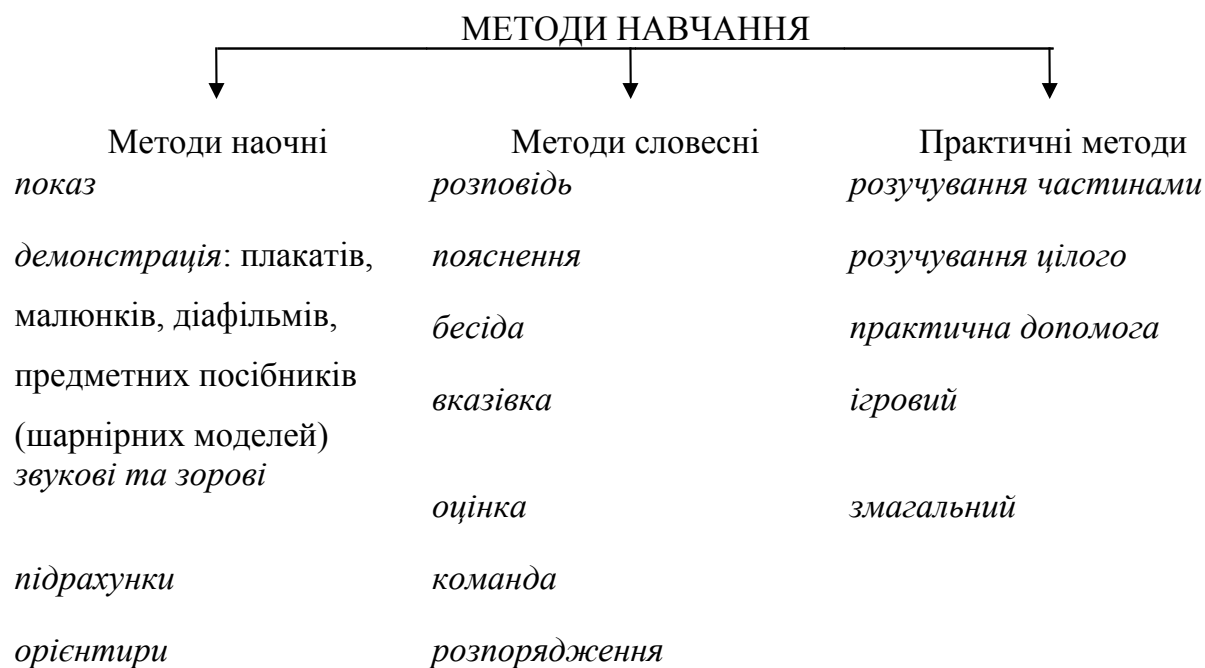 МЕТОДИ НАВЧАННЯ
Методи наочні
показ
демонстрація: плакатів,
малюнків, діафільмів,
предметних посібників
(шарнірних моделей)
звукові та зорові
підрахунки
орієнтири
Методи словесні
розповідь
пояснення
бесіда
вказівка
оцінка
команда
розпорядження
Практичні методи
розучування частинами
розучування цілого
практична допомога
ігровий
змагальний